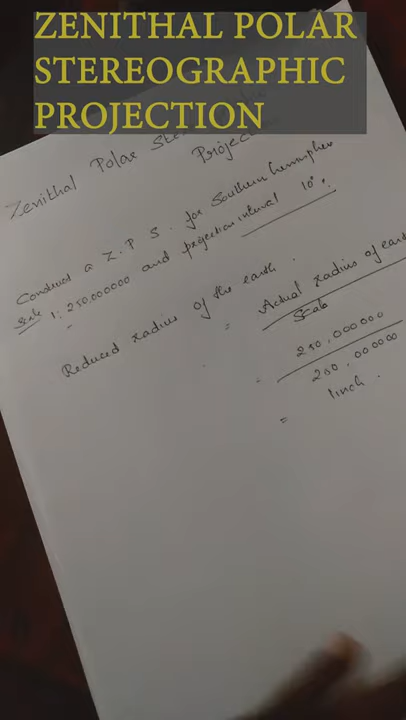 ZENITHAL POLAR
STEREOGRAPHIC
PROJECTION
Zenithal Polar
Projection
Construct a Z. P S. for Southern hemisphere
Scale 1: 250,000000 and projection interval 10°.
Reduced radius of the earth = Actual radius of earth
Scale
= 250,000000
200,000000
= 1inch.